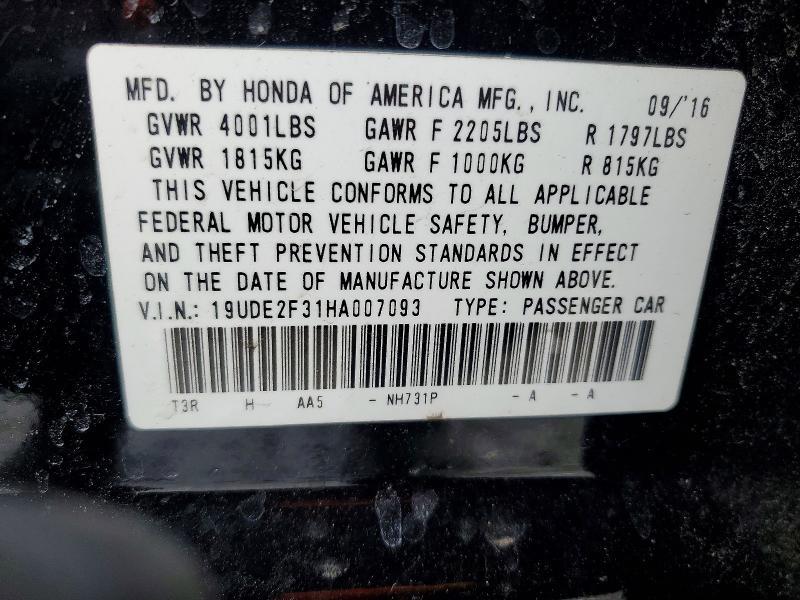 MFD. BY HONDA OF AMERICA MFG., INC. 09/'16
GVWR 4001LBS GAWR F 2205LBS R 1797LBS
GVWR 1815KG GAWR F 1000KG R 815KG
THIS VEHICLE CONFORMS TO ALL APPLICABLE
FEDERAL MOTOR VEHICLE SAFETY, BUMPER,
AND THEFT PREVENTION STANDARDS IN EFFECT
ON THE DATE OF MANUFACTURE SHOWN ABOVE.
V.I.N.: 19UDE2F31HA007093 TYPE: PASSENGER CAR
T3R H AA5 - NH731P - A - A